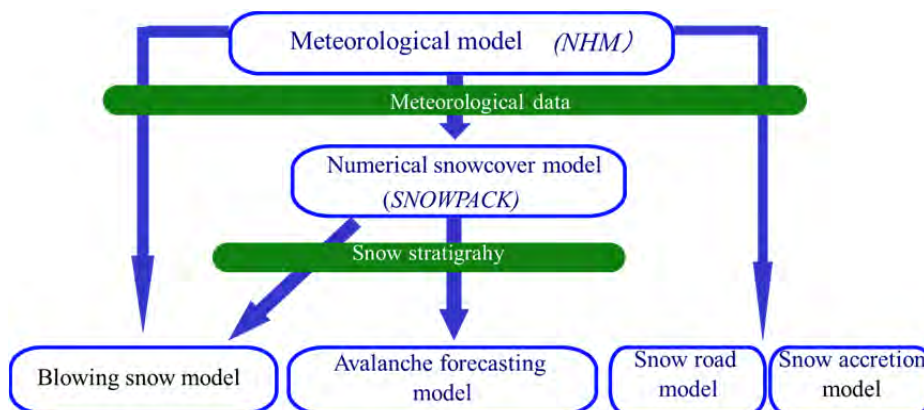 Meteorological model (NHM）
Meteorological data
Numerical snowcover model
(SNOWPACK)
Snow stratigrahy
Blowing snow model
Avalanche forecasting
model
Snow road
model
Snow accretion
model